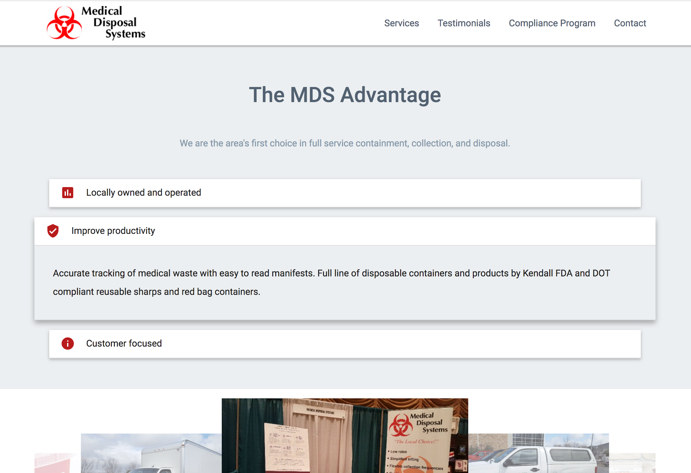 Medical
Disposal
Systems
Services
Testimonials
Compliance Program
Contact
The MDS Advantage
We are the area's first choice in full service containment, collection, and disposal.
Locally owned and operated
Improve productivity
Accurate tracking of medical waste with easy to read manifests. Full line of disposable containers and products by Kendall FDA and DOT
compliant reusable sharps and red bag containers.
Customer focused
Medical
Disposal
Systems
"The Local Choice!"